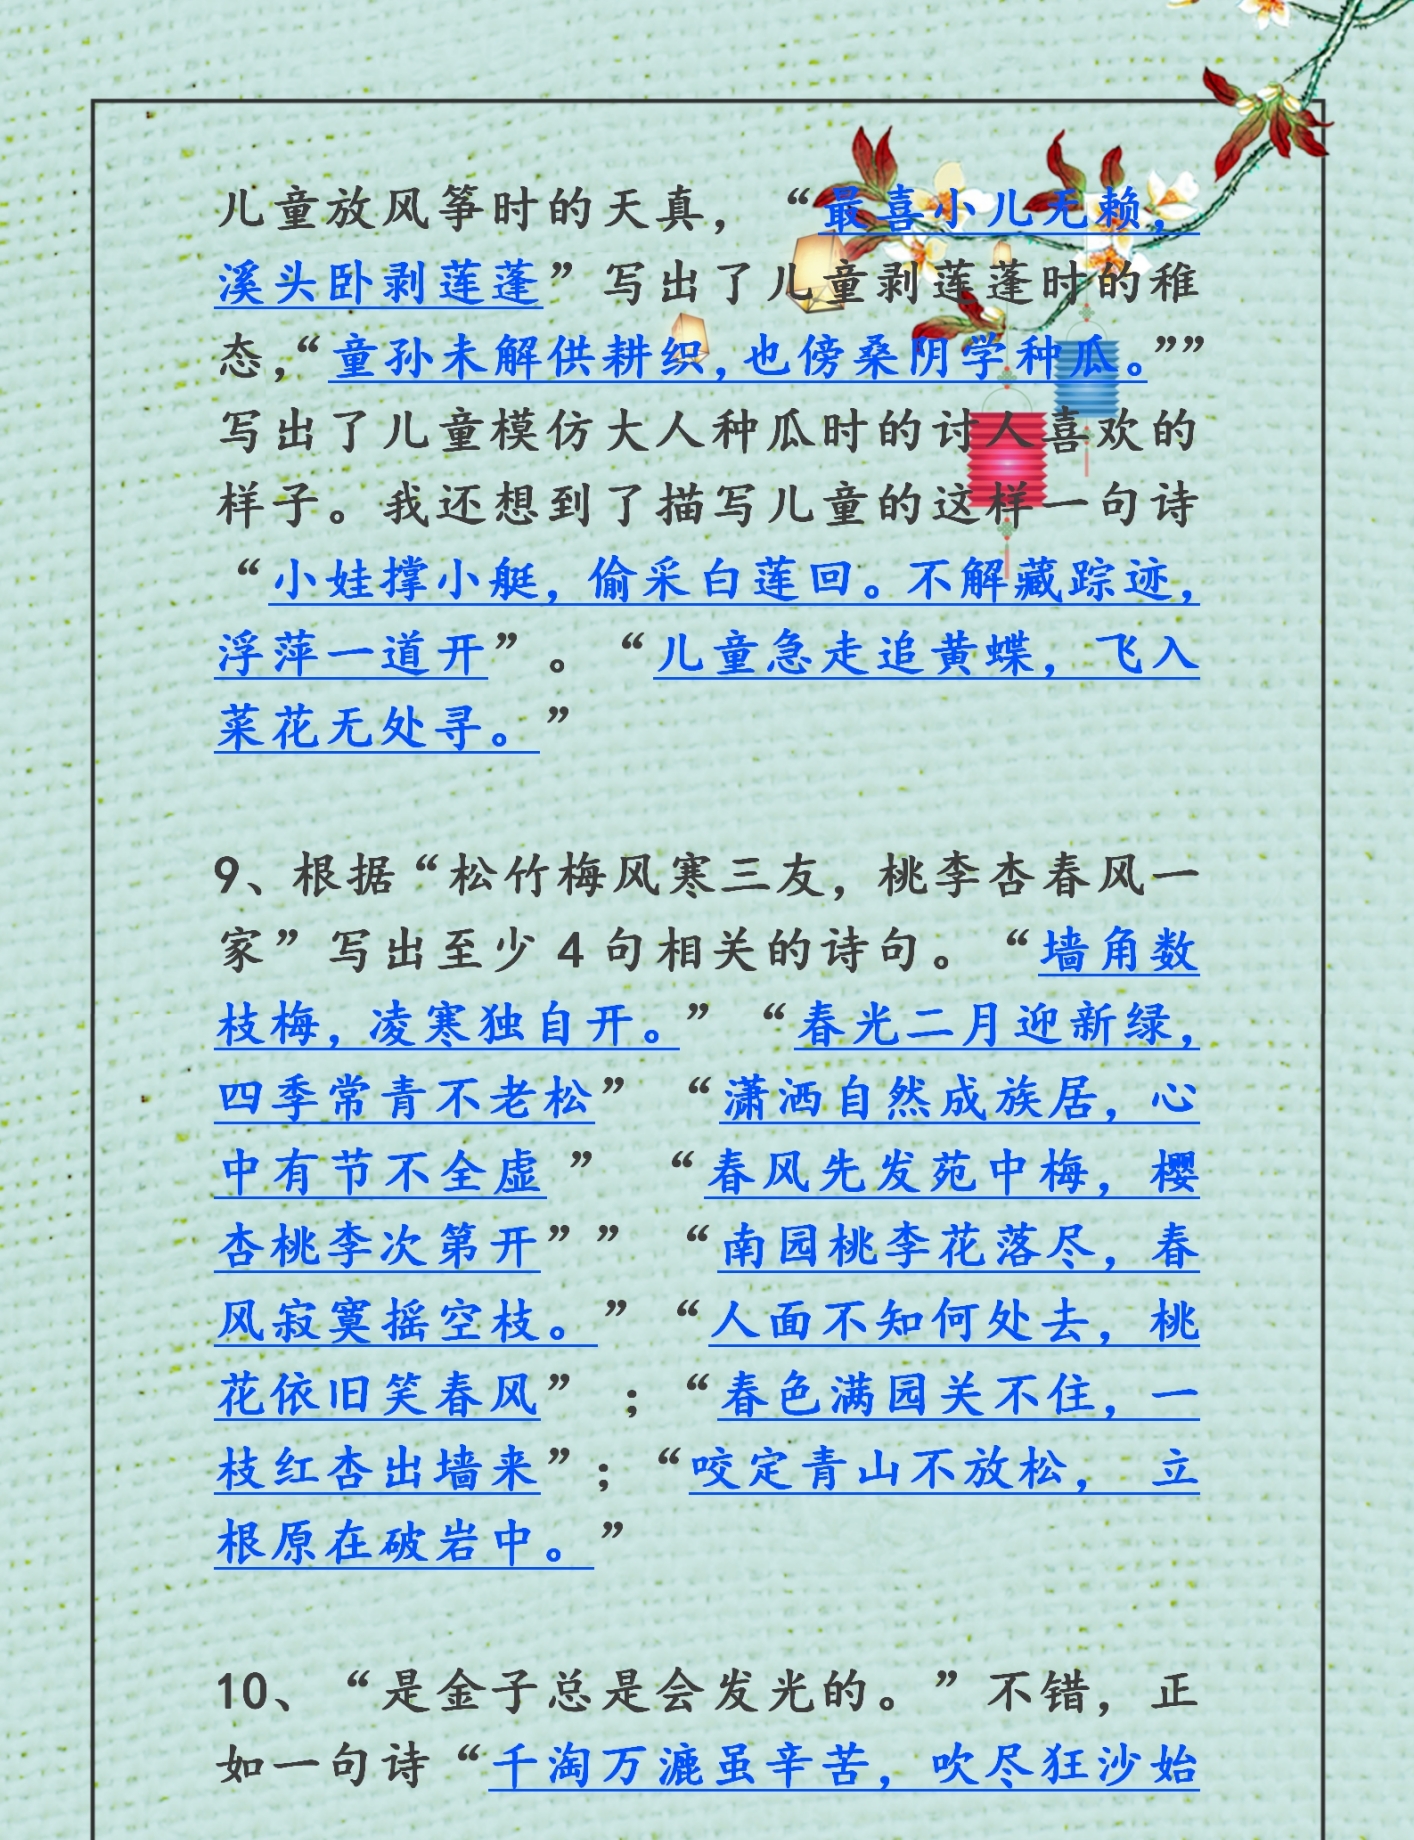 儿童放风筝时的天真，“最喜小儿无赖，
溪头卧剥莲蓬”写出了儿童剥莲蓬时的稚
态，“童孙未解供耕织，也傍桑阴学种瓜。””
写出了儿童模仿大人种瓜时的讨人喜欢的
样子。我还想到了描写儿童的这样一句诗
“小娃撑小艇，偷采白莲回。不解藏踪迹，
浮萍一道开”。“儿童急走追黄蝶，飞入
菜花无处寻。”
9、根据“松竹梅风寒三友，桃李杏春风一
家”写出至少4句相关的诗句。“墙角数
枝梅，凌寒独自开。”“春光二月迎新绿，
四季常青不老松”“潇洒自然成族居，心
中有节不全虚”“春风先发苑中梅，樱
杏桃李次第开””“南园桃李花落尽，春
风寂寞摇空枝。”“人面不知何处去，桃
花依旧笑春风”；“春色满园关不住，一
枝红杏出墙来”；“咬定青山不放松，立
根原在破岩中。”
10、“是金子总是会发光的。”不错，正
如一句诗“千淘万漉虽辛苦，吹尽狂沙始